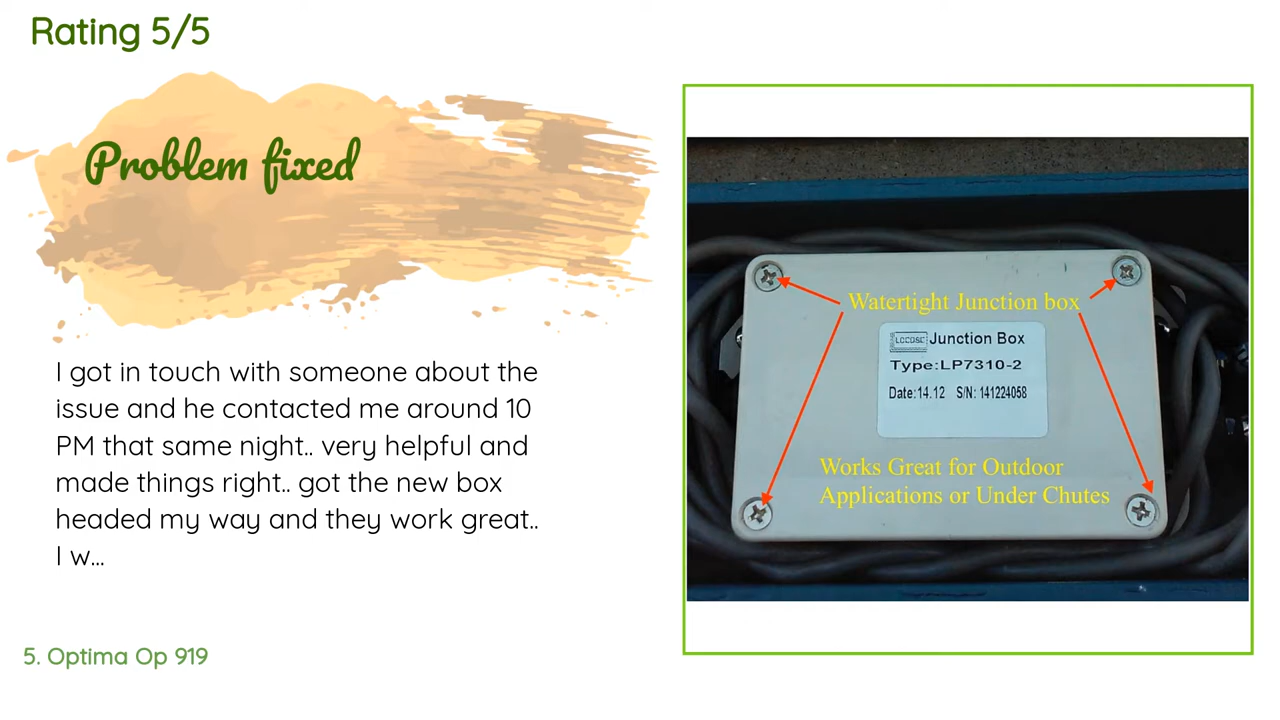 Rating 5/5
Problem fixed
I got in touch with someone about the
issue and he contacted me around 10
PM that same night.. very helpful and
made things right.. got the new box
headed my way and they work great..
I w...
5. Optima Op 919
Watertight Junction box
LOCOSC Junction Box
Type:LP7310-2
Date:14.12 S/N: 141224058
Works Great for Outdoor
Applications or Under Chutes